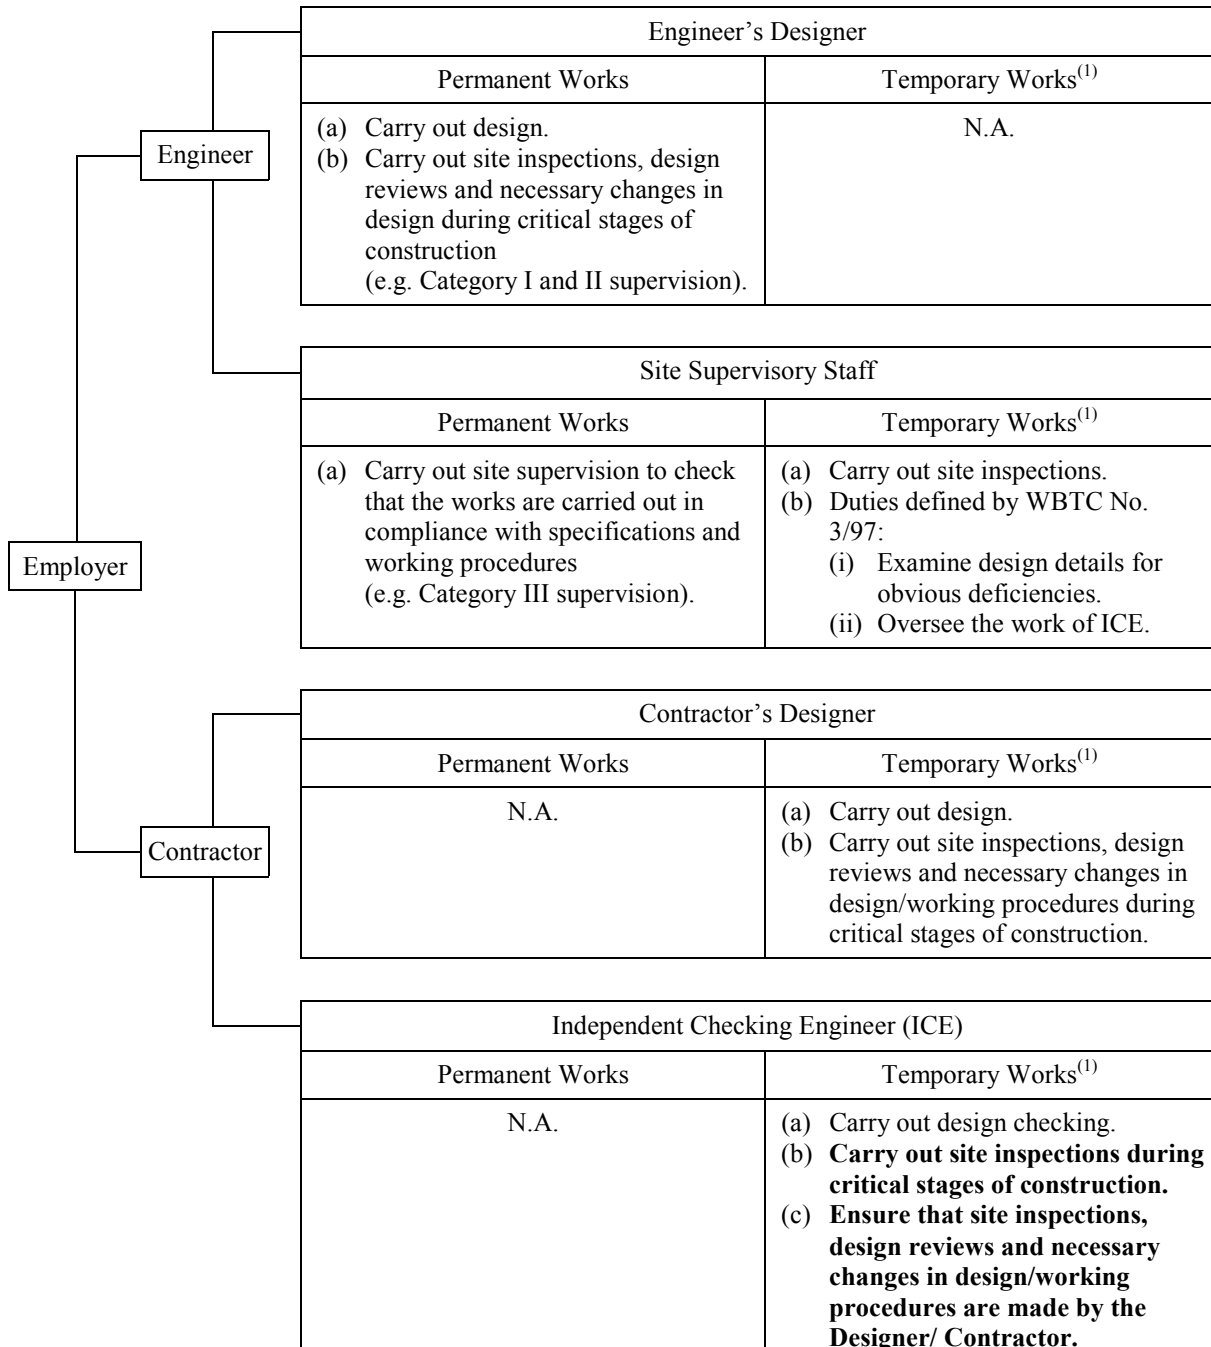 Engineer’s Designer
Permanent Works
Temporary Works(1)
(a) Carry out design.
(b) Carry out site inspections, design
reviews and necessary changes in
design during critical stages of
construction
(e.g. Category I and II supervision).
N.A.
Engineer
Site Supervisory Staff
Permanent Works
Temporary Works(1)
(a) Carry out site supervision to check
that the works are carried out in
compliance with specifications and
working procedures
(e.g. Category III supervision).
(a) Carry out site inspections.
(b) Duties defined by WBTC No.
3/97:
(i) Examine design details for
obvious deficiencies.
(ii) Oversee the work of ICE.
Employer
Contractor’s Designer
Permanent Works
Temporary Works(1)
N.A.
(a) Carry out design.
(b) Carry out site inspections, design
reviews and necessary changes in
design/working procedures during
critical stages of construction.
Contractor
Independent Checking Engineer (ICE)
Permanent Works
Temporary Works(1)
N.A.
(a) Carry out design checking.
(b) Carry out site inspections during
critical stages of construction.
(c) Ensure that site inspections,
design reviews and necessary
changes in design/working
procedures are made by the
Designer/ Contractor.